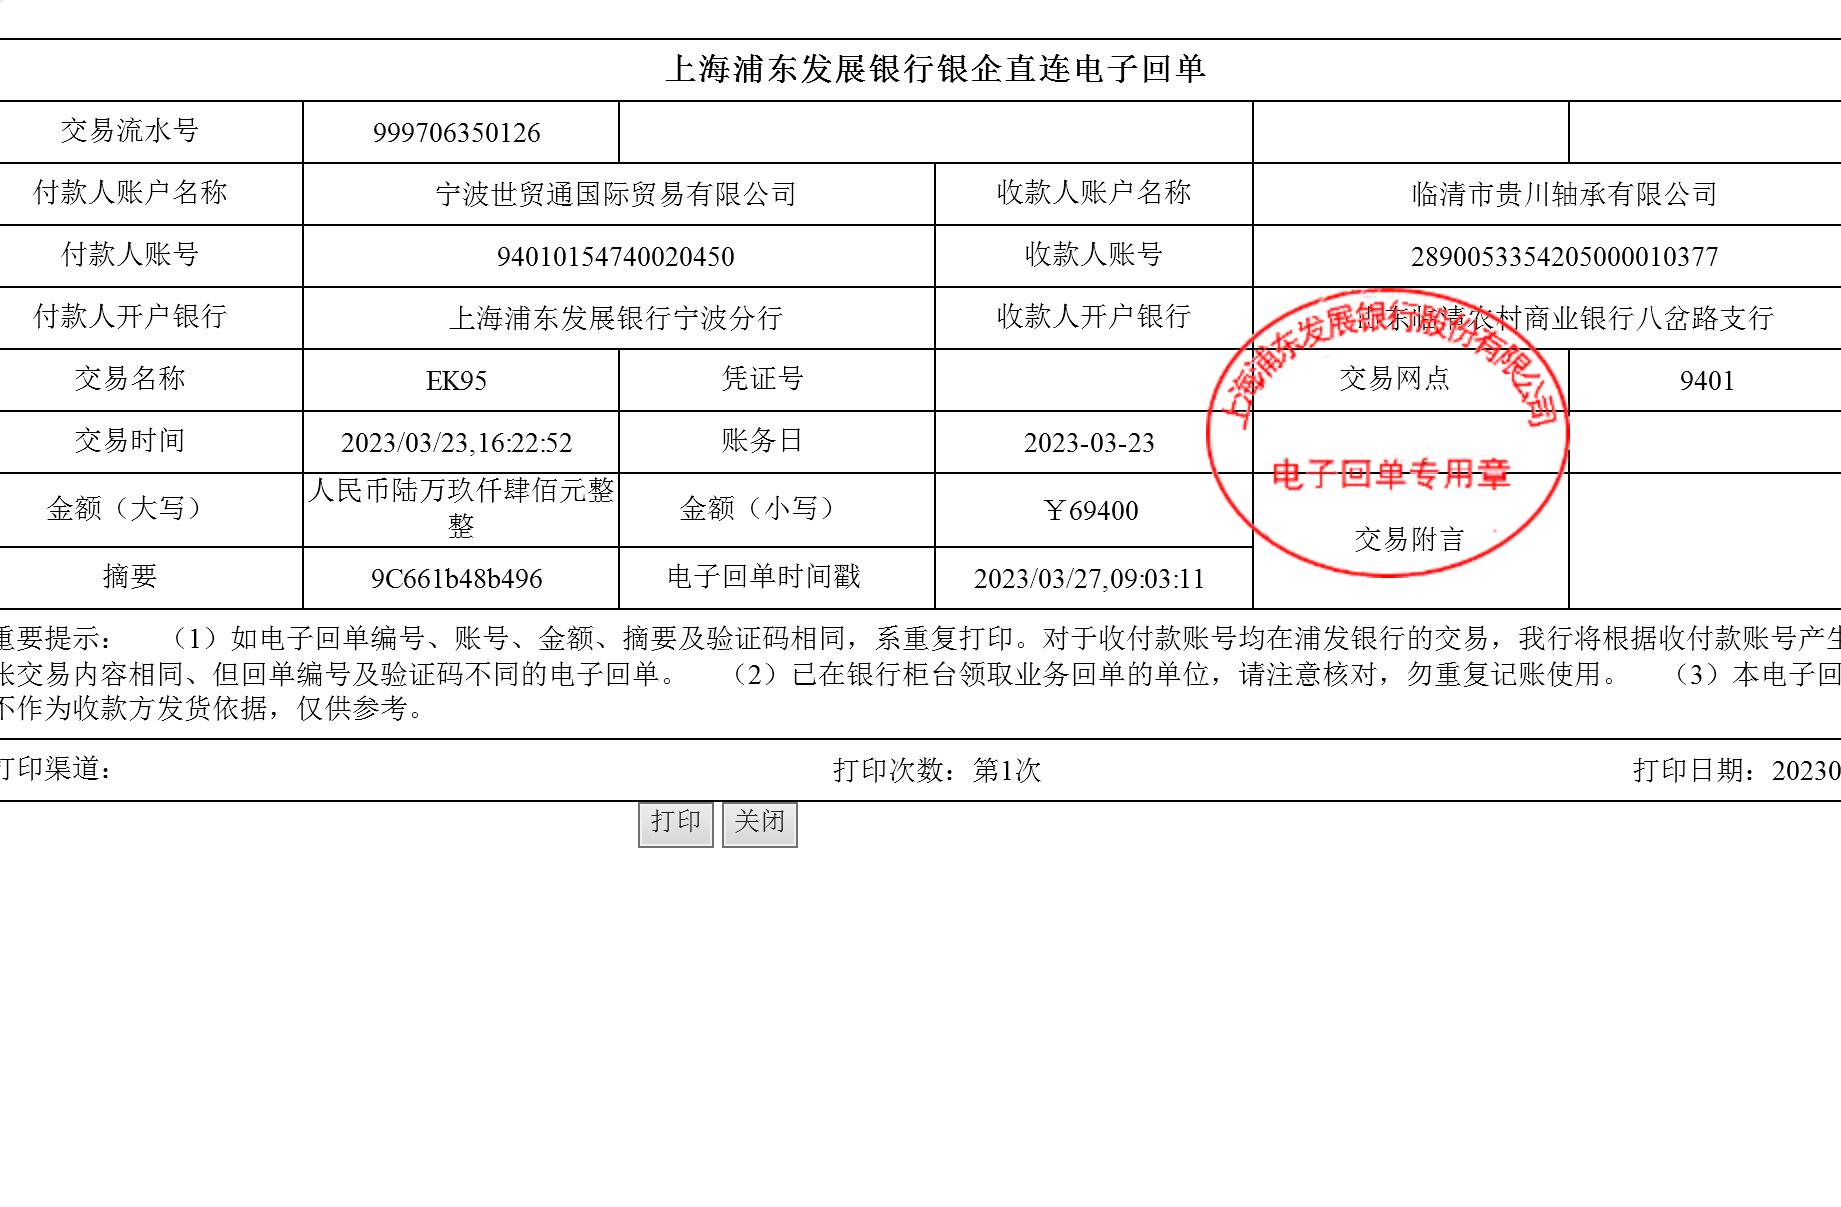 上海浦东发展银行银企直连电子回单
交易流水号 999706350126
付款人账户名称 宁波世贸通国际贸易有限公司 收款人账户名称 临清市贵川轴承有限公司
付款人账号 94010154740020450 收款人账号 2890053354205000010377
付款人开户银行 上海浦东发展银行宁波分行 收款人开户银行 山东临清农村商业银行八岔路支行
上海浦东发展银行股份有限公司
交易名称 EK95 凭证号 交易网点 9401
交易时间 2023/03/23,16:22:52 账务日 2023-03-23
电子回单专用章
金额（大写） 人民币陆万玖仟肆佰元整
整 金额（小写） ￥69400 交易附言
摘要 9C661b48b496 电子回单时间戳 2023/03/27,09:03:11
重要提示： （1）如电子回单编号、账号、金额、摘要及验证码相同，系重复打印。对于收付款账号均在浦发银行的交易，我行将根据收付款账号产生
张交易内容相同、但回单编号及验证码不同的电子回单。 （2）已在银行柜台领取业务回单的单位，请注意核对，勿重复记账使用。 （3）本电子回
不作为收款方发货依据，仅供参考。
打印渠道： 打印次数：第1次 打印日期：20230
打印 关闭